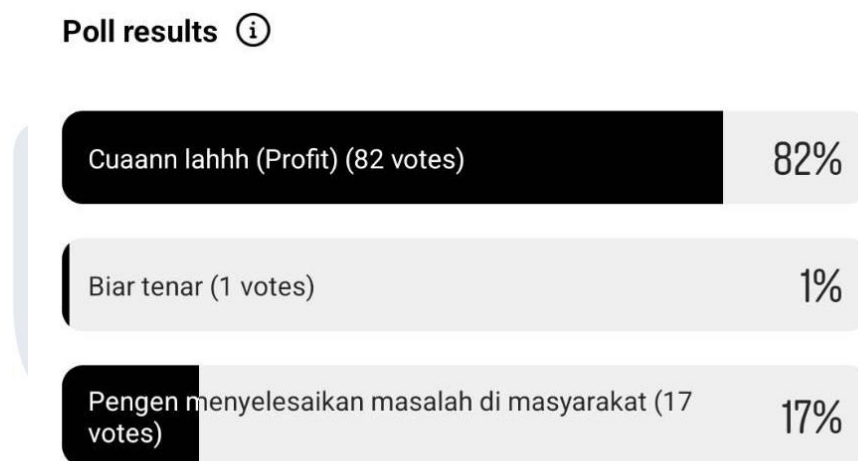 Poll results
Cuaann lahhh (Profit) (82 votes)
82%
Biar tenar (1 votes)
1%
Pengen menyelesaikan masalah di masyarakat (17
votes)
17%